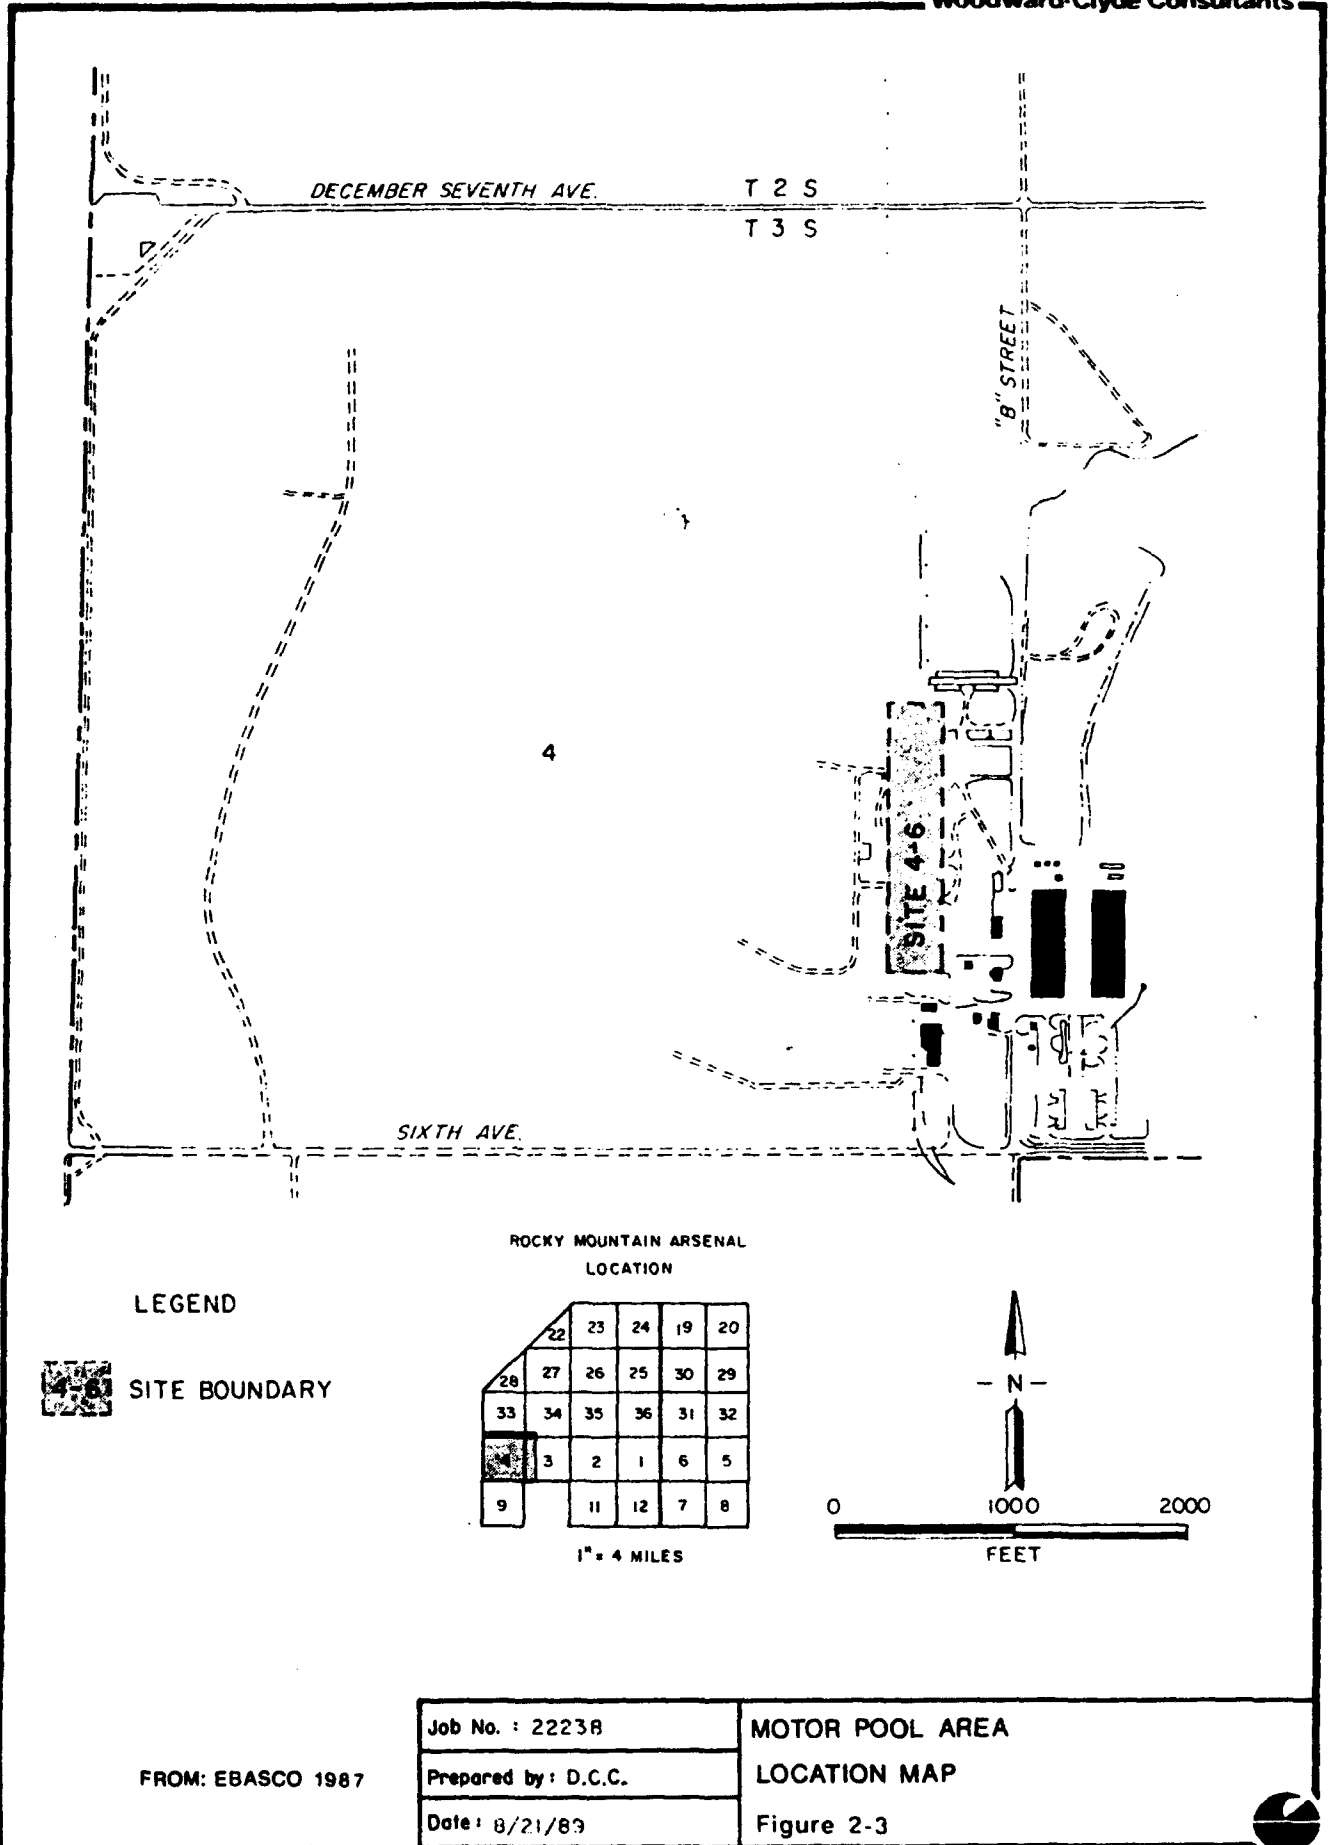 Woodward-Clyde Consultants
DECEMBER SEVENTH AVE.
T 2 S
T 3 S
"B" STREET
4
SITE 4-6
SIXTH AVE.
ROCKY MOUNTAIN ARSENAL
LOCATION
LEGEND
4-6 SITE BOUNDARY
22 23 24 19 20
28 27 26 25 30 29
33 34 35 36 31 32
4 3 2 1 6 5
9 11 12 7 8
1" = 4 MILES
- N -
0 1000 2000
FEET
FROM: EBASCO 1987
Job No. : 22238
Prepared by: D.C.C.
Date: 8/21/89
MOTOR POOL AREA
LOCATION MAP
Figure 2-3